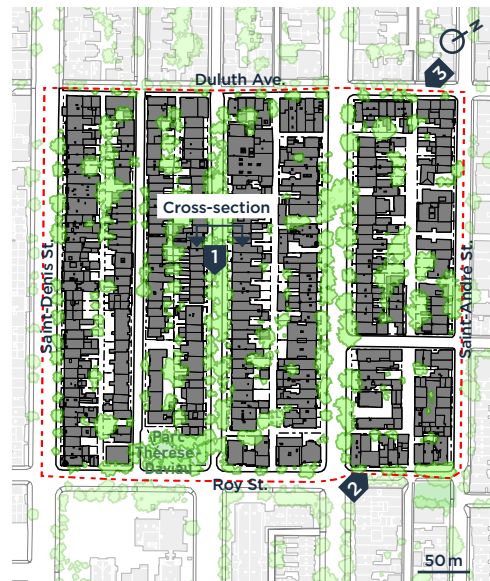 N
3
Duluth Ave.
Cross-section
1
Saint-Denis St.
Saint-André St.
Parc
Thérèse-
Daviau
Roy St.
2
50 m